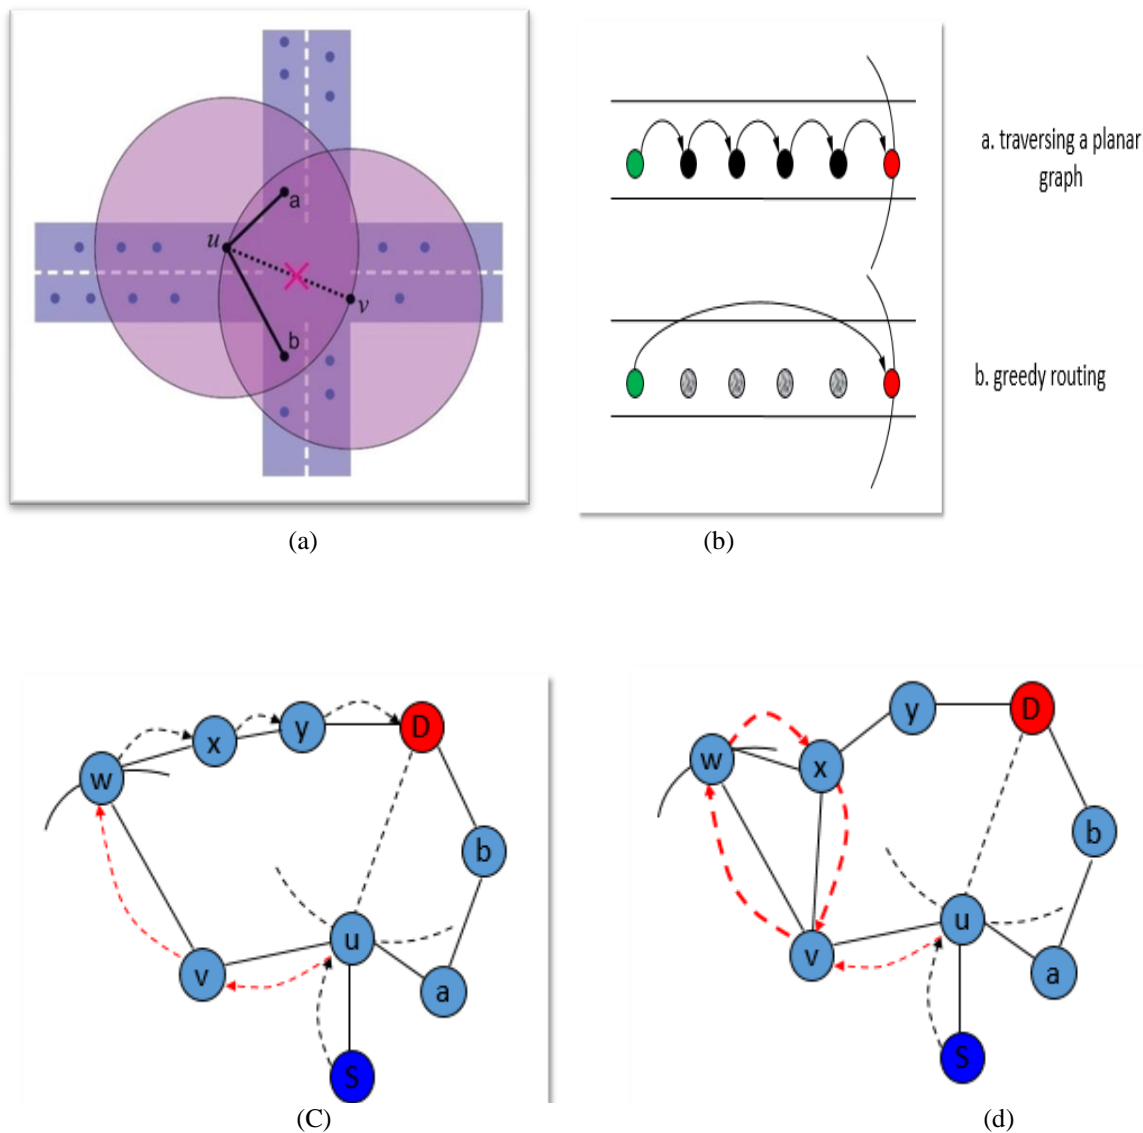 a
u
v
b
(a)
a. traversing a planar
graph
b. greedy routing
(b)
D
y
x
w
b
u
v
a
S
(C)
y
D
w
x
b
u
v
a
S
(d)